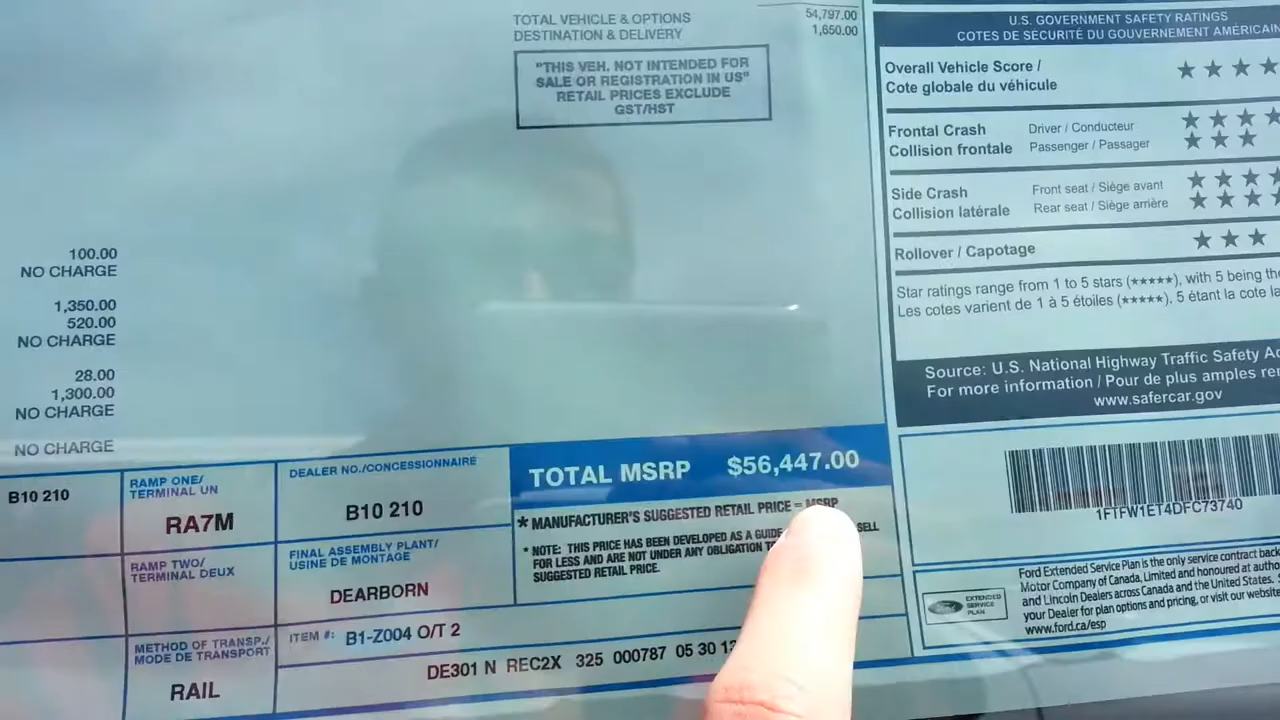 TOTAL VEHICLE & OPTIONS 54,797.00
DESTINATION & DELIVERY 1,650.00
"THIS VEH. NOT INTENDED FOR
SALE OR REGISTRATION IN US"
RETAIL PRICES EXCLUDE
GST/HST
100.00
NO CHARGE
1,350.00
520.00
NO CHARGE
28.00
1,300.00
NO CHARGE
NO CHARGE
B10 210
RAMP ONE/
TERMINAL UN
RA7M
RAMP TWO/
TERMINAL DEUX
METHOD OF TRANSP./
MODE DE TRANSPORT
RAIL
DEALER NO./CONCESSIONNAIRE
B10 210
FINAL ASSEMBLY PLANT/
USINE DE MONTAGE
DEARBORN
ITEM #: B1-Z004 O/T 2
DE301 N REC2X 325 000787 05 30 13
TOTAL MSRP $56,447.00
* MANUFACTURER'S SUGGESTED RETAIL PRICE = MSRP
* NOTE: THIS PRICE HAS BEEN DEVELOPED AS A GUIDE SELL
FOR LESS AND ARE NOT UNDER ANY OBLIGATION
SUGGESTED RETAIL PRICE.
U.S. GOVERNMENT SAFETY RATINGS
COTES DE SÉCURITÉ DU GOUVERNEMENT AMÉRICAIN
Overall Vehicle Score / ★★★★
Cote globale du véhicule
Frontal Crash Driver / Conducteur ★★★★
Collision frontale Passenger / Passager ★★★
Side Crash Front seat / Siège avant ★★★★
Collision latérale Rear seat / Siège arrière ★★★★
Rollover / Capotage ★★★
Star ratings range from 1 to 5 stars (★★★★★), with 5 being the
Les cotes varient de 1 à 5 étoiles (★★★★★), 5 étant la cote la
Source: U.S. National Highway Traffic Safety
For more information / Pour de plus amples
www.safercar.gov
1FTFW1ET4DFC73740
EXTENDED
SERVICE
PLAN
Ford Extended Service Plan is the only service contract
Motor Company of Canada, Limited and honoured at
and Lincoln Dealers across Canada and the United States.
your Dealer for plan options and pricing, or visit our
www.ford.ca/esp